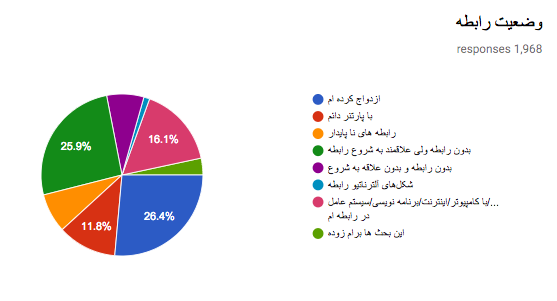 وضعیت رابطه
1,968 responses
ازدواج کرده ام
با پارتنر دائم
رابطه های نا پایدار
بدون رابطه ولی علاقمند به شروع رابطه
بدون رابطه و بدون علاقه به شروع
شکل‌های آلترناتیو رابطه
با کامپیوتر/اینترنت/برنامه نویسی/سیستم عامل/...
در رابطه ام
این بحث ها برام زوده
16.1%
25.9%
26.4%
11.8%